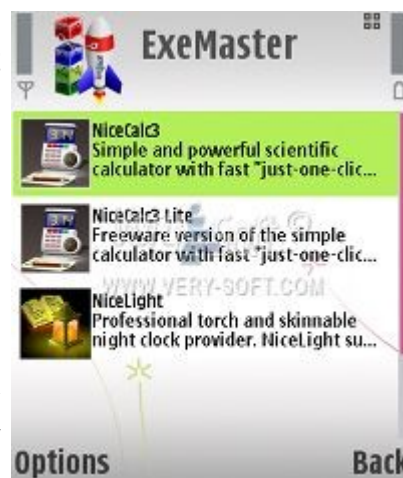 ExeMaster
NiceCalc3
Simple and powerful scientific
calculator with fast "just-one-clic...
NiceCalc3 Lite
Freeware version of the simple
calculator with fast "just-one-clic...
WWW.VERY-SOFT.COM
NiceLight
Professional torch and skinnable
night clock provider. NiceLight su...
Options
Back